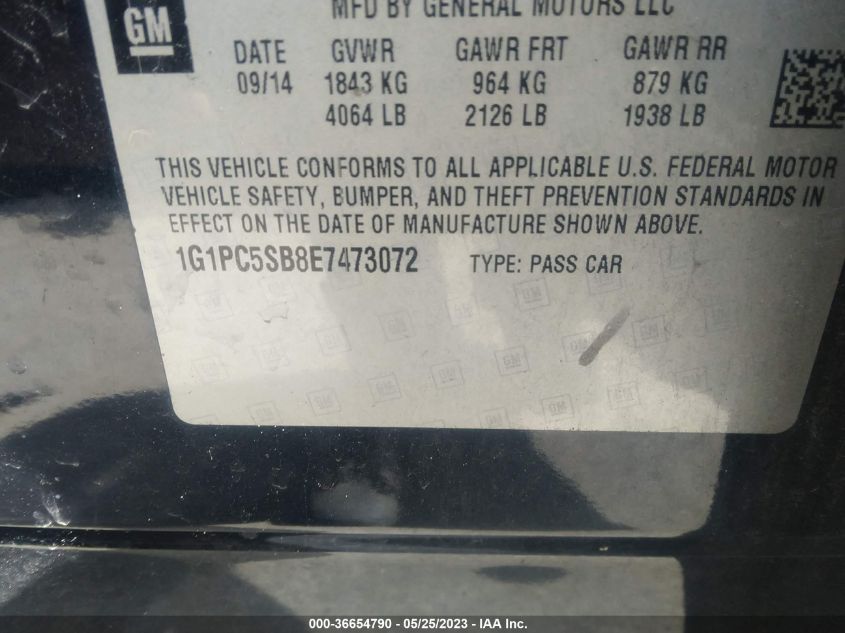 GM
MFD BY GENERAL MOTORS LLC
DATE GVWR GAWR FRT GAWR RR
09/14 1843 KG 964 KG 879 KG
4064 LB 2126 LB 1938 LB
THIS VEHICLE CONFORMS TO ALL APPLICABLE U.S. FEDERAL MOTOR
VEHICLE SAFETY, BUMPER, AND THEFT PREVENTION STANDARDS IN
EFFECT ON THE DATE OF MANUFACTURE SHOWN ABOVE.
1G1PC5SB8E7473072 TYPE: PASS CAR
000-36654790 - 05/25/2023 - IAA Inc.